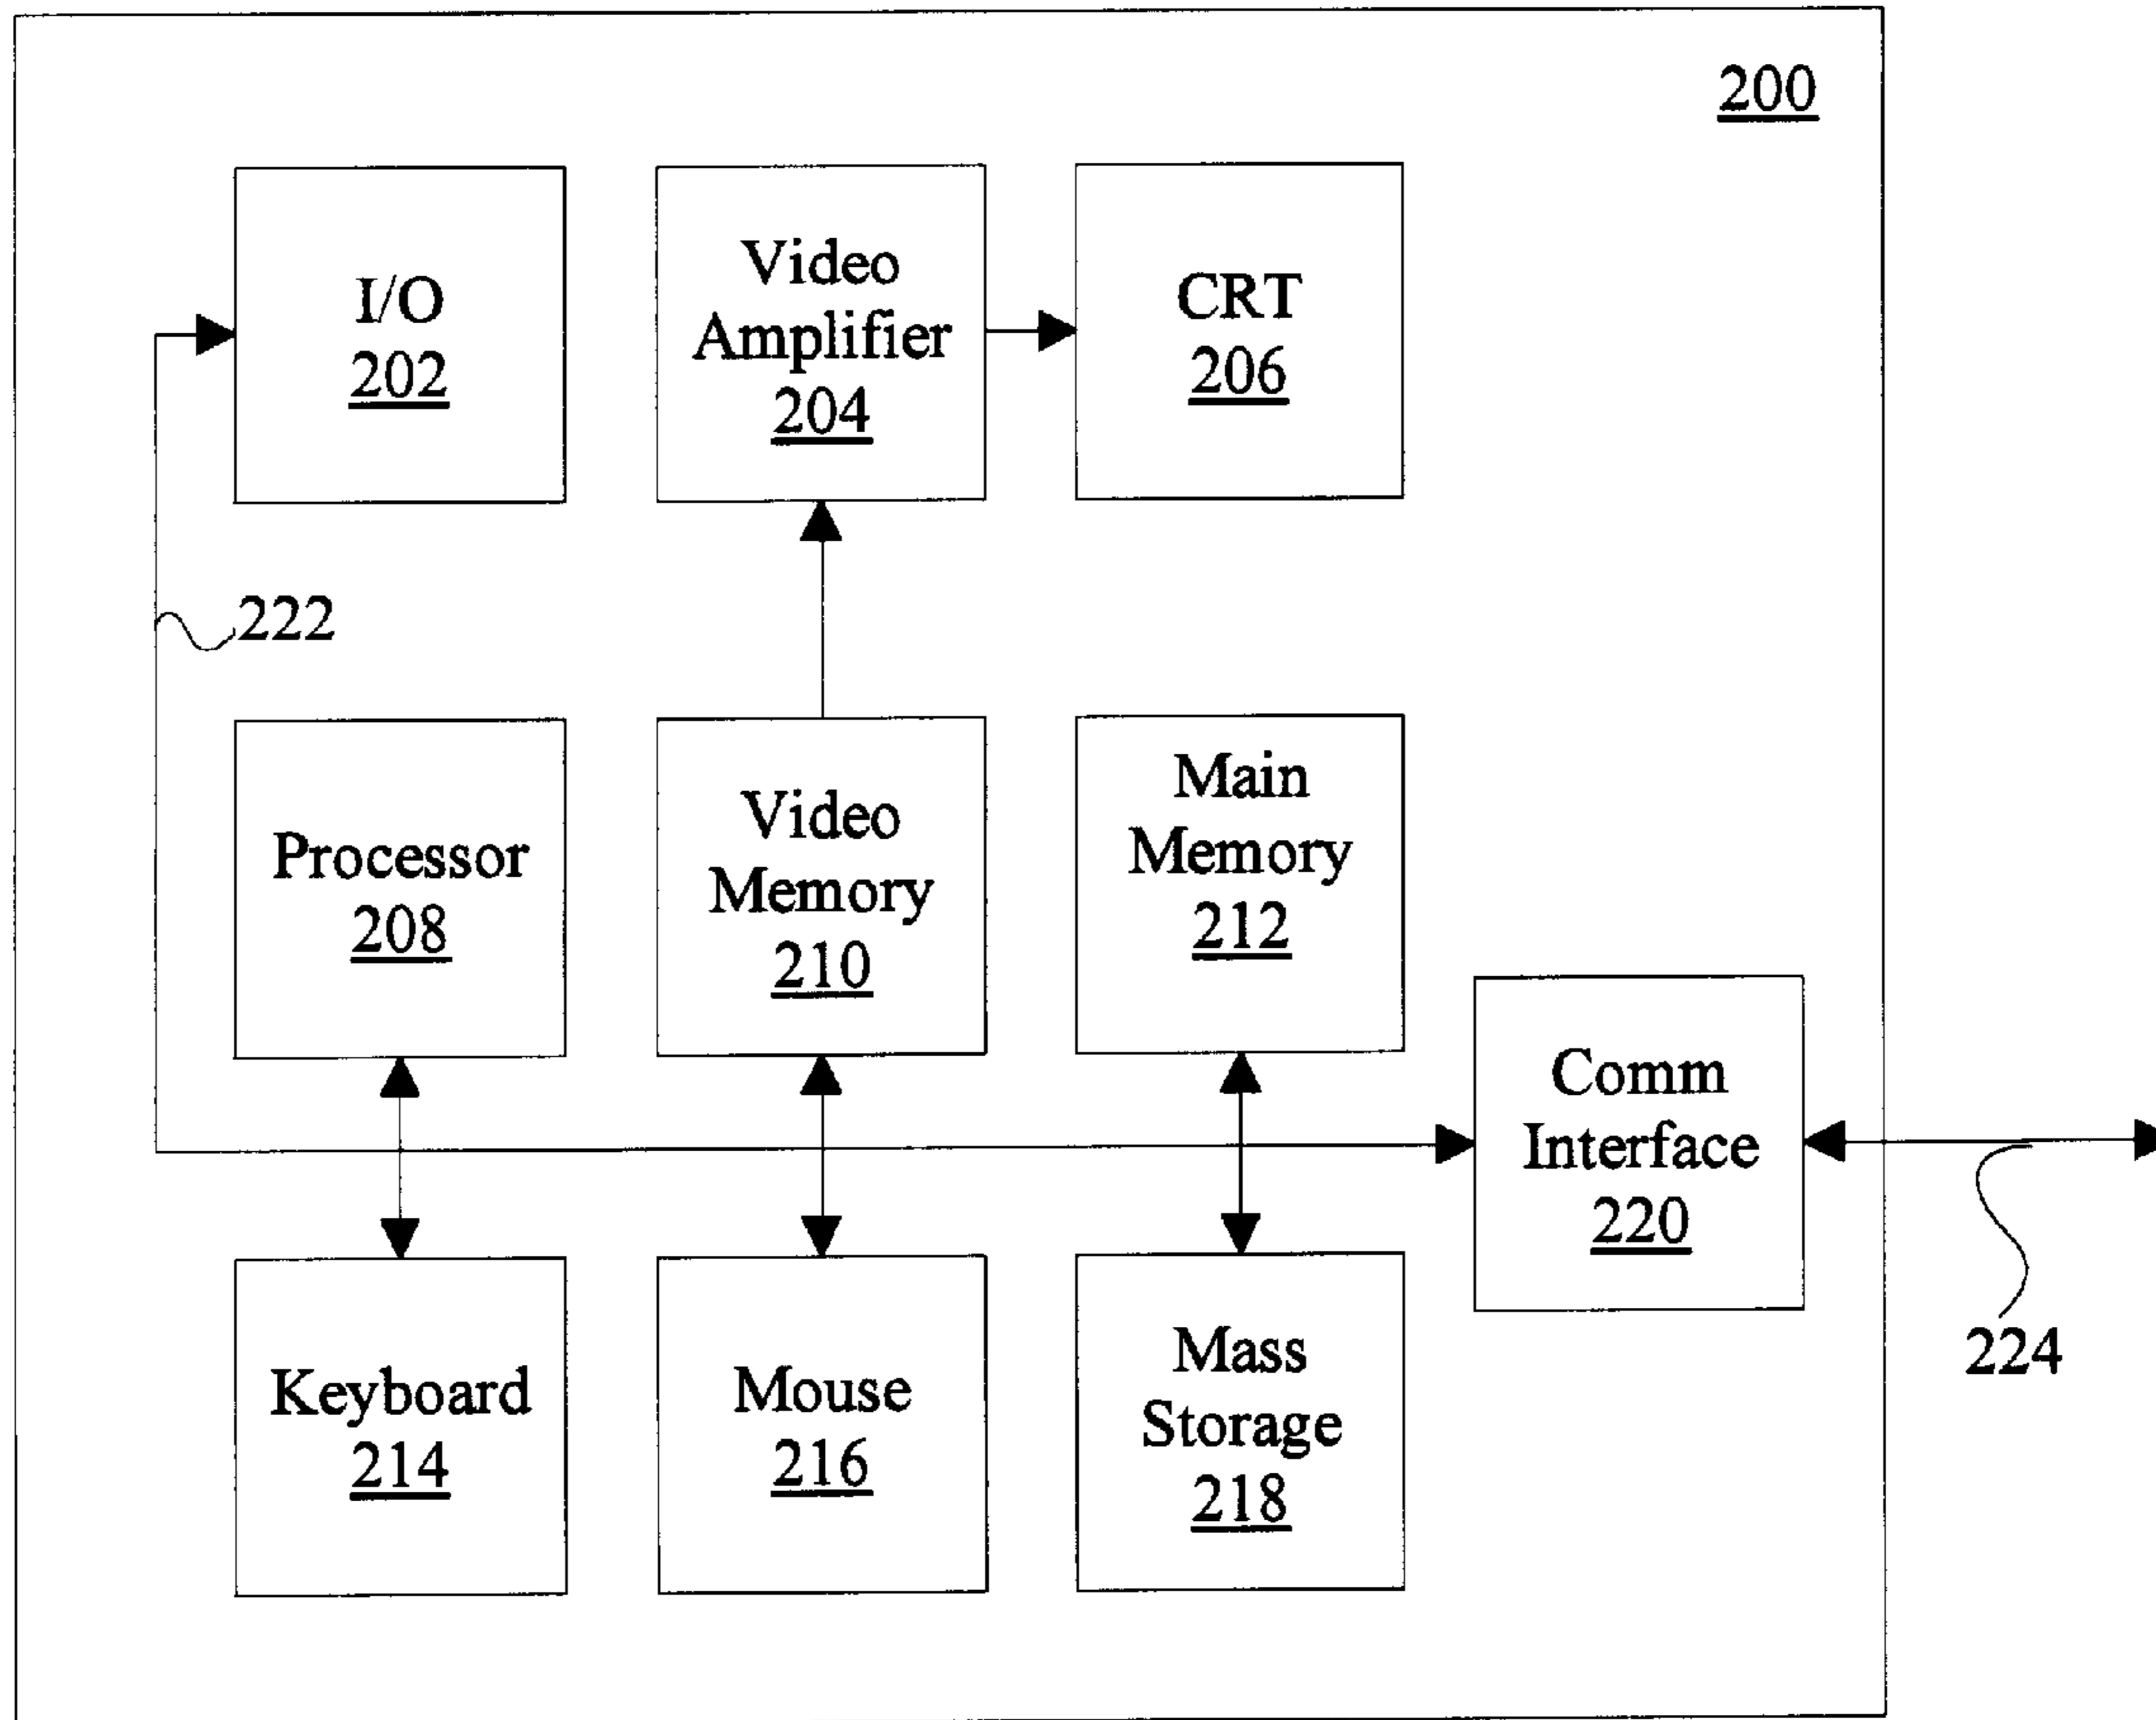 200
I/O
202
Video
Amplifier
204
CRT
206
222
Processor
208
Video
Memory
210
Main
Memory
212
Comm
Interface
220
224
Keyboard
214
Mouse
216
Mass
Storage
218